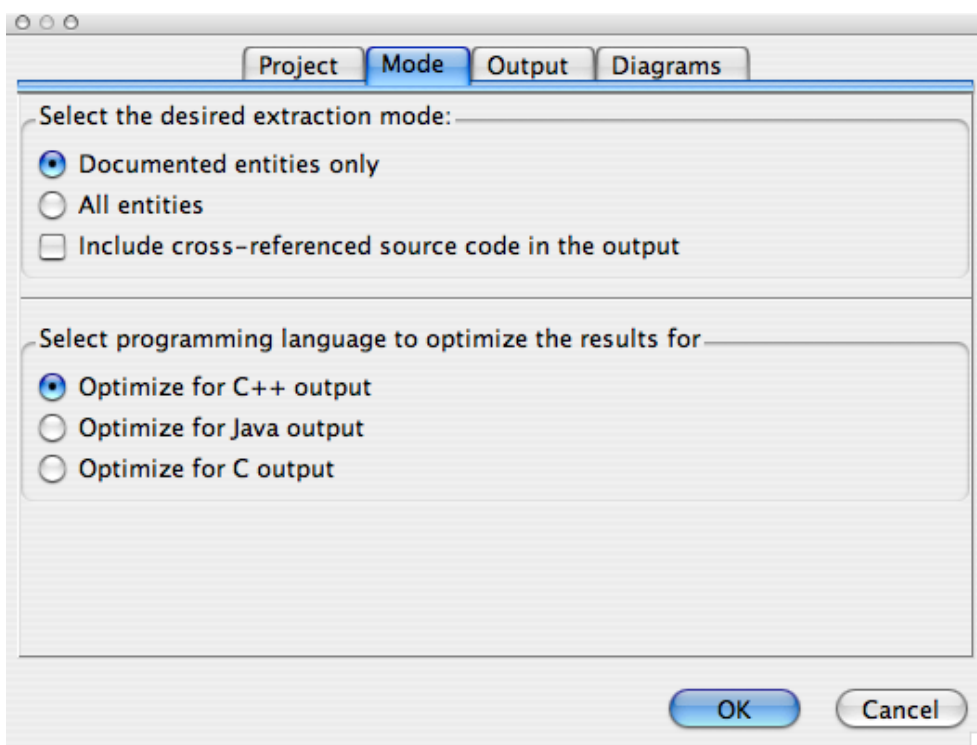 Project Mode Output Diagrams
Select the desired extraction mode:
Documented entities only
All entities
Include cross-referenced source code in the output
Select programming language to optimize the results for
Optimize for C++ output
Optimize for Java output
Optimize for C output
OK Cancel